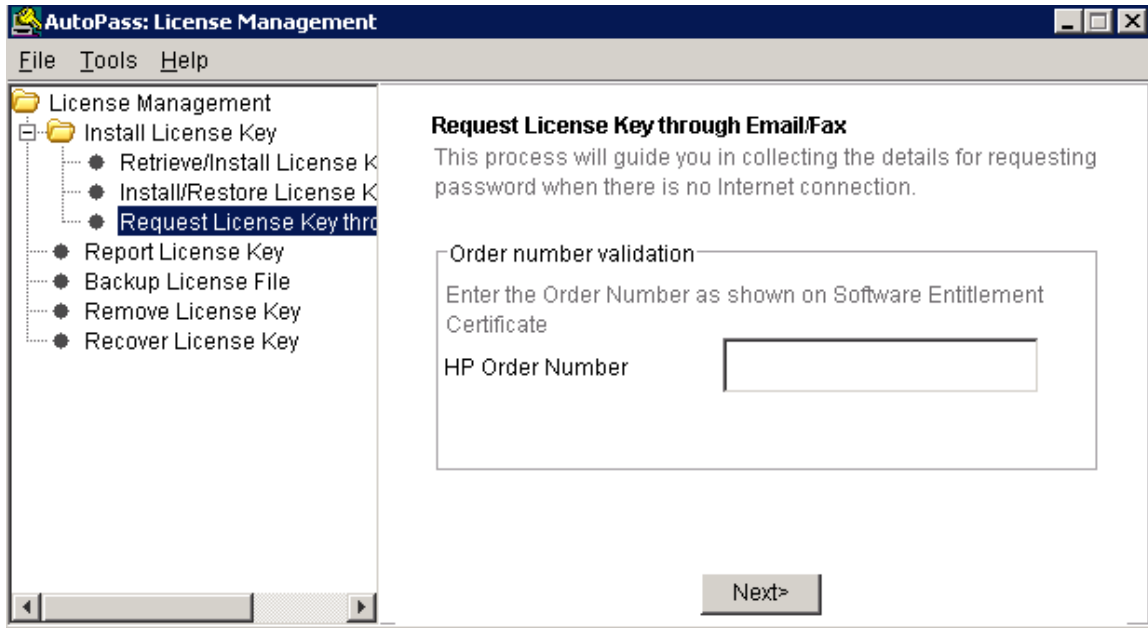 AutoPass: License Management
File Tools Help
License Management
Install License Key
Retrieve/Install License K
Install/Restore License K
Request License Key thro
Report License Key
Backup License File
Remove License Key
Recover License Key
Request License Key through Email/Fax
This process will guide you in collecting the details for requesting
password when there is no Internet connection.
Order number validation
Enter the Order Number as shown on Software Entitlement
Certificate
HP Order Number
Next>